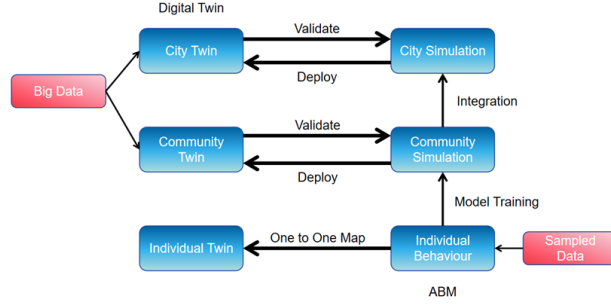 Digital Twin
Validate
City Twin
City Simulation
Deploy
Big Data
Integration
Validate
Community
Twin
Community
Simulation
Deploy
Model Training
One to One Map
Individual Twin
Individual
Behaviour
Sampled
Data
ABM